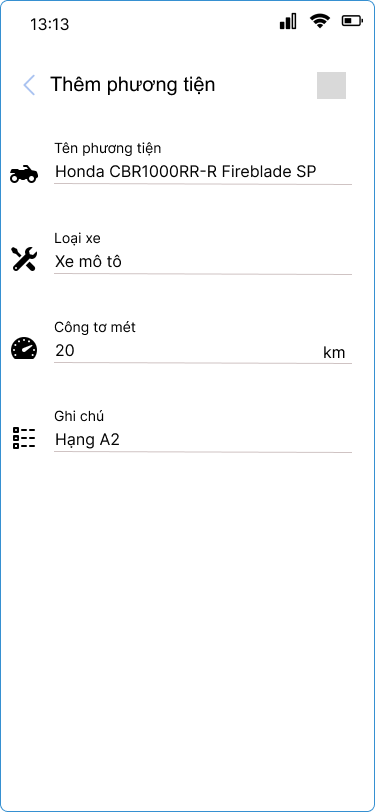 13:13
Thêm phương tiện
Tên phương tiện
Honda CBR1000RR-R Fireblade SP
Loại xe
Xe mô tô
Công tơ mét
20 km
Ghi chú
Hạng A2